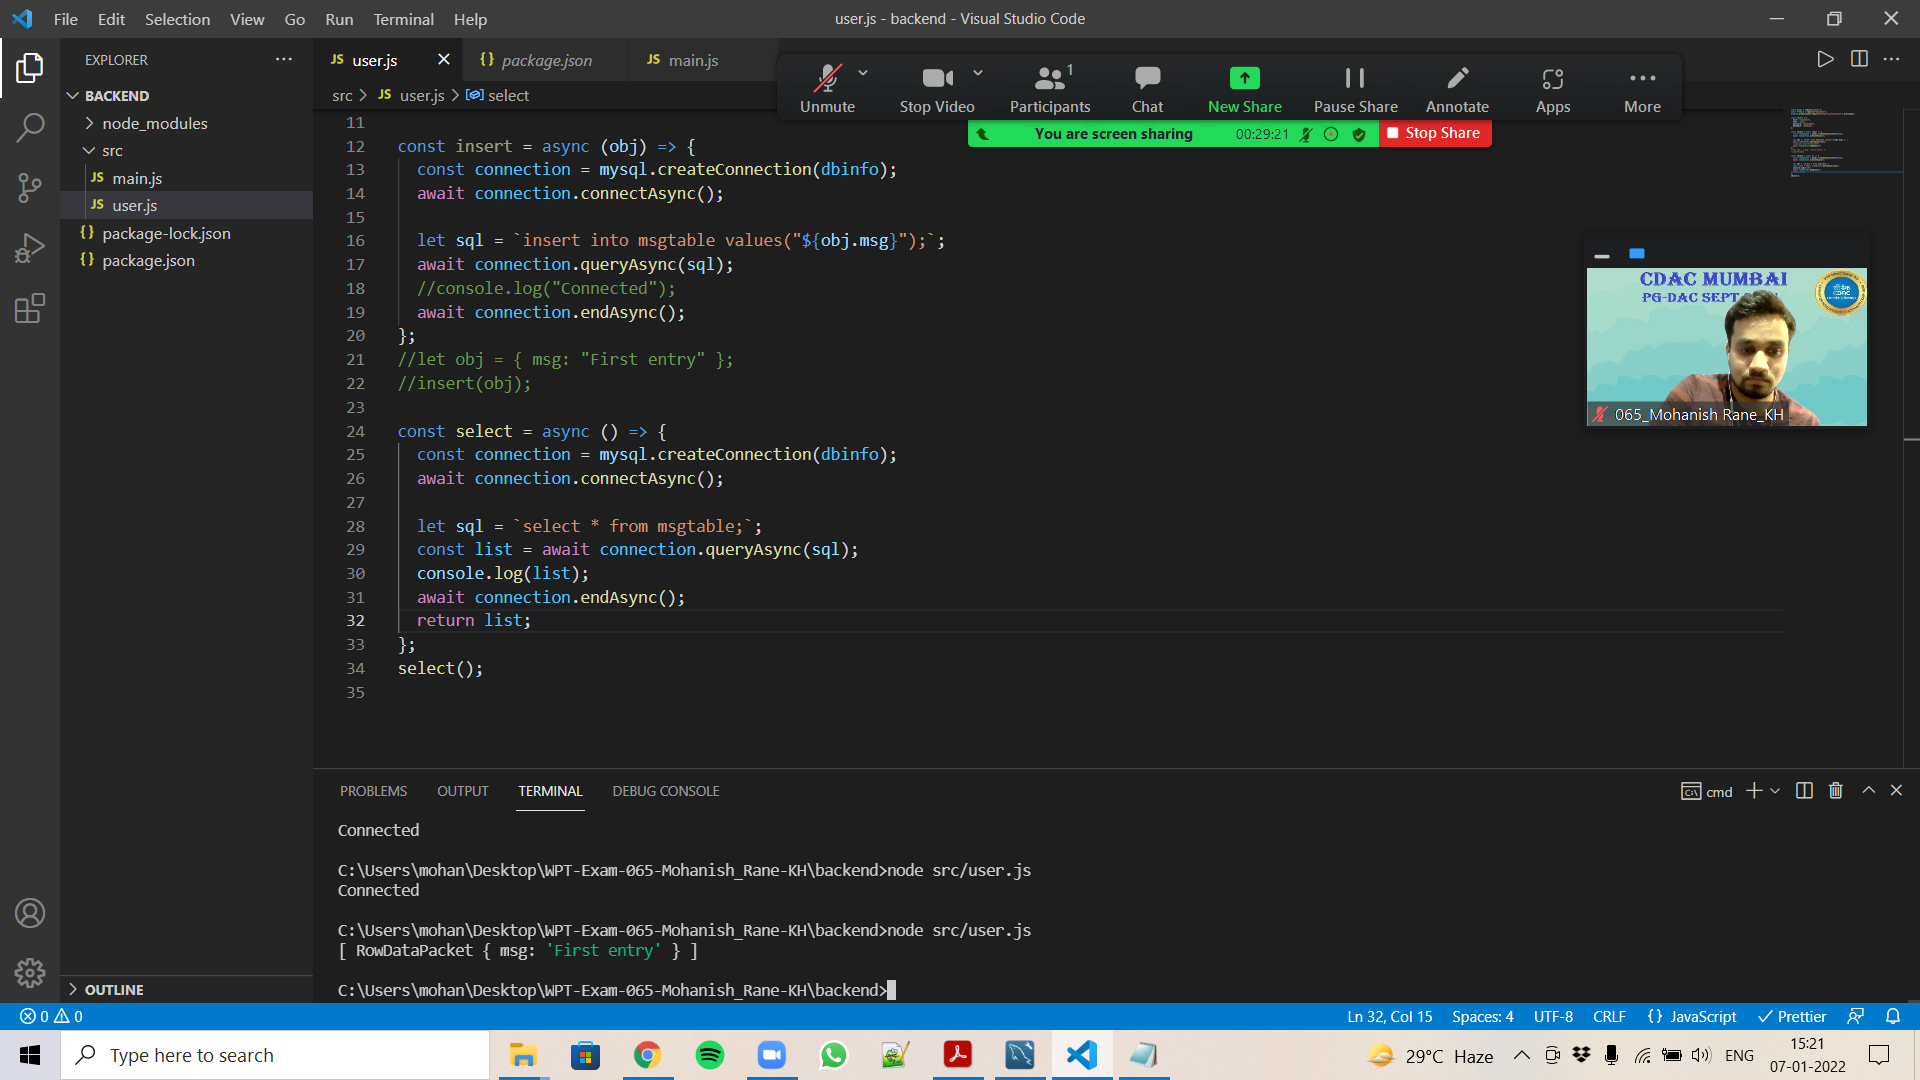 File Edit Selection View Go Run Terminal Help
user.js - backend - Visual Studio Code
EXPLORER
JS user.js
{} package.json
JS main.js
Unmute
Stop Video
Participants 1
Chat
New Share
Pause Share
Annotate
Apps
More
You are screen sharing 00:29:21 Stop Share
BACKEND
node_modules
src
JS main.js
JS user.js
{} package-lock.json
{} package.json
src > JS user.js > select
11
12 const insert = async (obj) => {
13 const connection = mysql.createConnection(dbinfo);
14 await connection.connectAsync();
15
16 let sql = `insert into msgtable values("${obj.msg}");`;
17 await connection.queryAsync(sql);
18 //console.log("Connected");
19 await connection.endAsync();
20 };
21 //let obj = { msg: "First entry" };
22 //insert(obj);
23
24 const select = async () => {
25 const connection = mysql.createConnection(dbinfo);
26 await connection.connectAsync();
27
28 let sql = `select * from msgtable;`;
29 const list = await connection.queryAsync(sql);
30 console.log(list);
31 await connection.endAsync();
32 return list;
33 };
34 select();
35
CDAC MUMBAI
PG-DAC SEPT
065_Mohanish Rane_KH
PROBLEMS OUTPUT TERMINAL DEBUG CONSOLE
cmd
Connected
C:\Users\mohan\Desktop\WPT-Exam-065-Mohanish_Rane-KH\backend>node src/user.js
Connected
C:\Users\mohan\Desktop\WPT-Exam-065-Mohanish_Rane-KH\backend>node src/user.js
[ RowDataPacket { msg: 'First entry' } ]
C:\Users\mohan\Desktop\WPT-Exam-065-Mohanish_Rane-KH\backend>
OUTLINE
0 0
Ln 32, Col 15 Spaces: 4 UTF-8 CRLF {} JavaScript Prettier
Type here to search
29°C Haze
ENG
15:21
07-01-2022